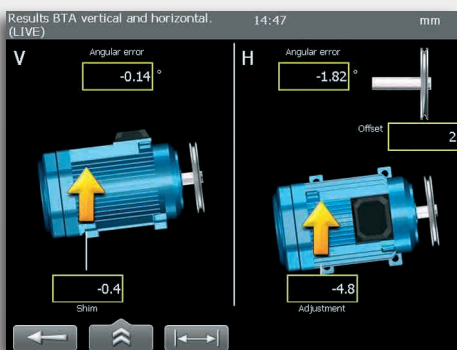 Results BTA vertical and horizontal.
(LIVE)
14:47
mm
V
Angular error
-0.14 °
-0.4
Shim
H
Angular error
-1.82 °
Offset
2
-4.8
Adjustment